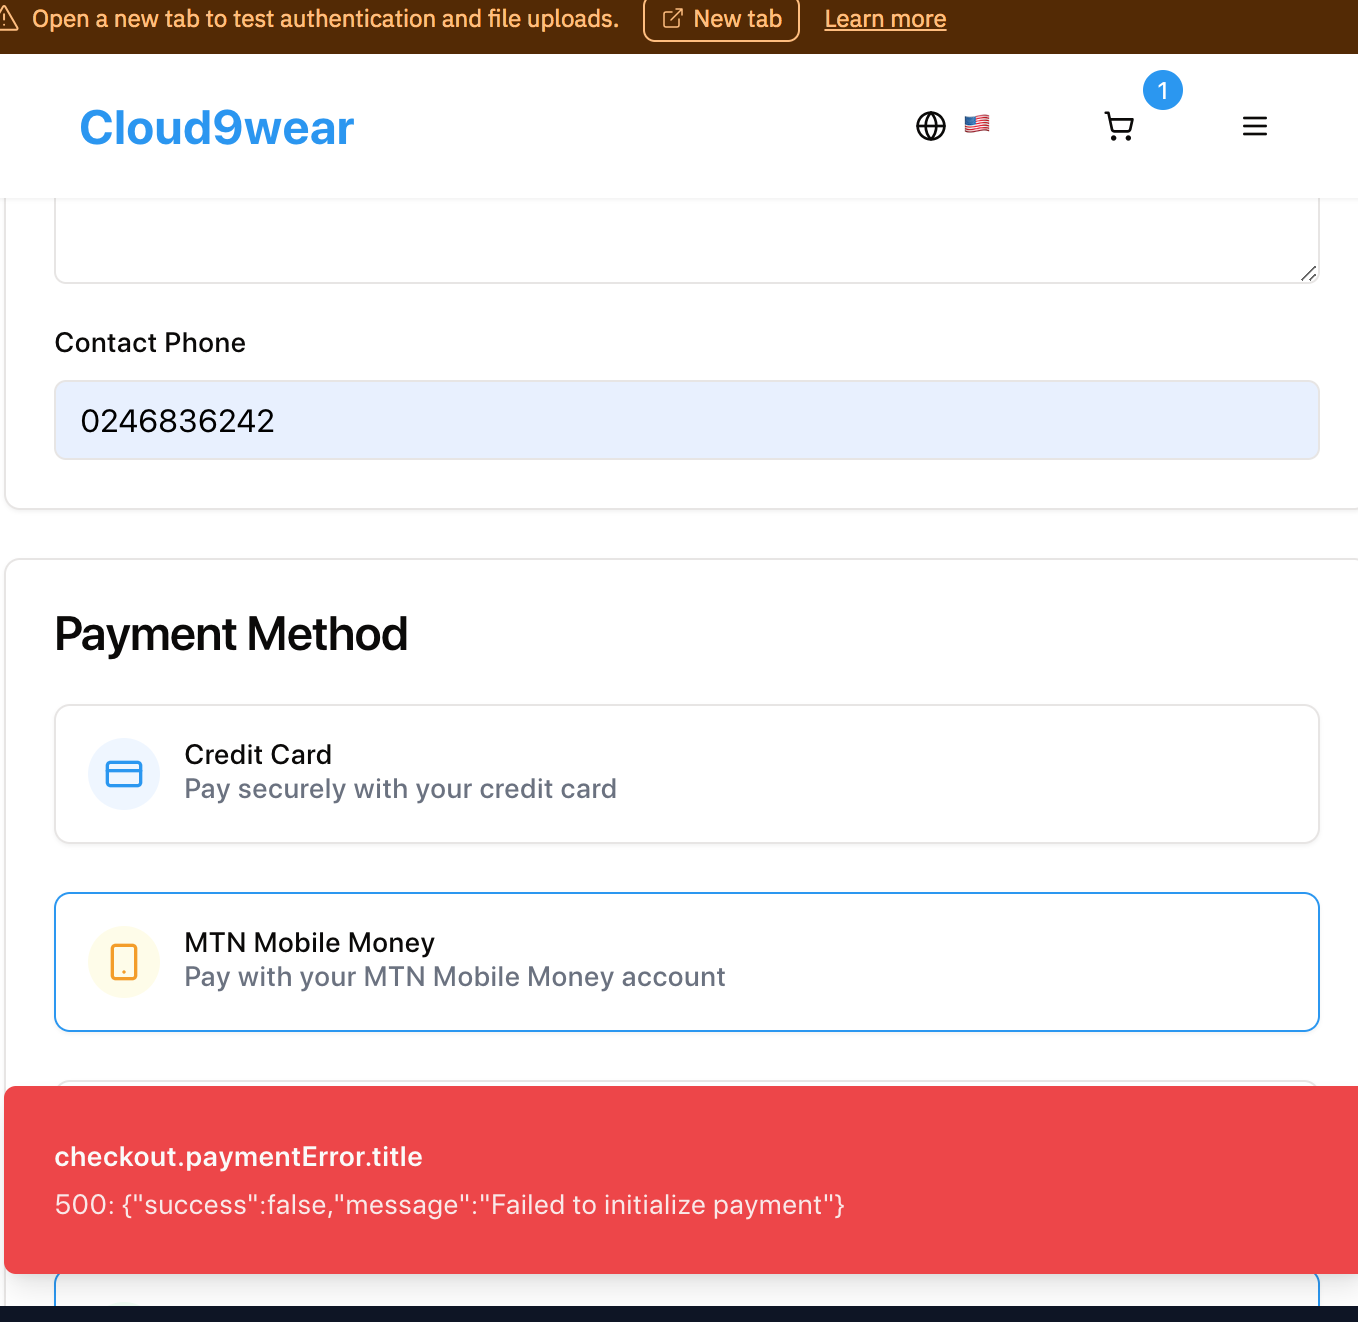 Open a new tab to test authentication and file uploads. New tab Learn more
Cloud9wear 1
Contact Phone
0246836242
Payment Method
Credit Card
Pay securely with your credit card
MTN Mobile Money
Pay with your MTN Mobile Money account
checkout.paymentError.title
500: {"success":false,"message":"Failed to initialize payment"}